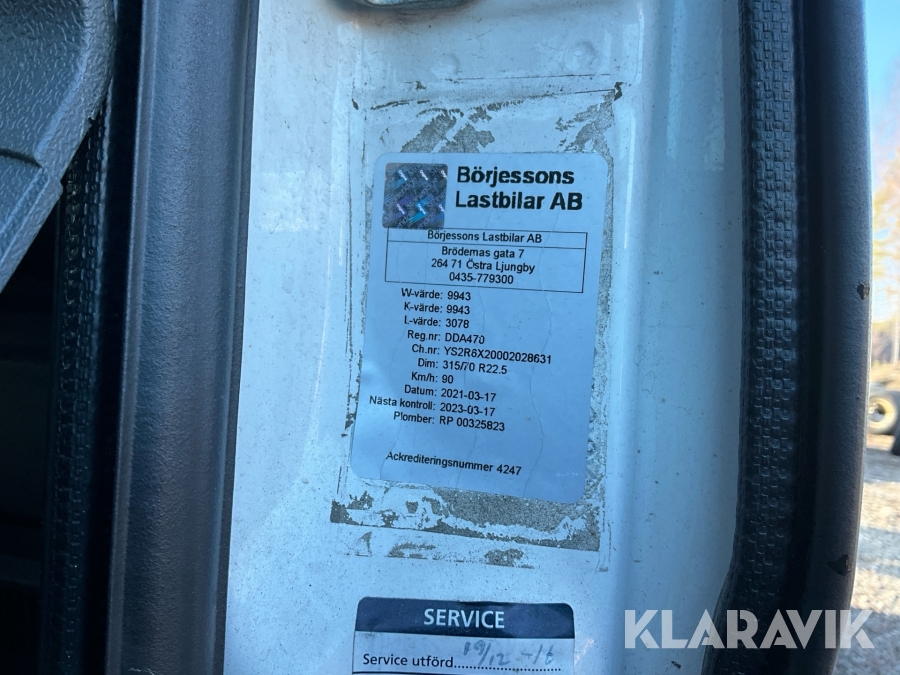 Börjessons
Lastbilar AB
Börjessons Lastbilar AB
Brödernas gata 7
264 71 Östra Ljungby
0435-779300
W-värde: 9943
K-värde: 9943
L-värde: 3078
Reg.nr: DDA470
Ch.nr: YS2R6X20002028631
Dim: 315/70 R22.5
Km/h: 90
Datum: 2021-03-17
Nästa kontroll: 2023-03-17
Plomber: RP 00325823
Ackrediteringsnummer 4247
SERVICE
Service utförd
KLARAVIK